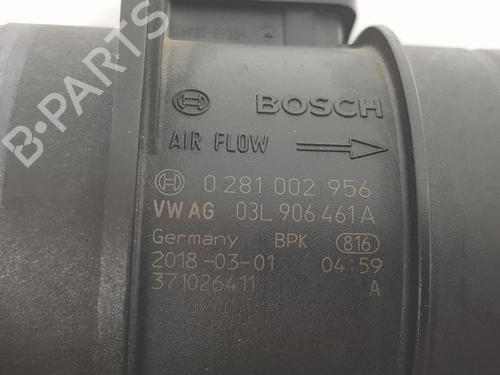 B-PARTS
BOSCH
AIR FLOW
0 281 002 956
VW AG 03L 906 461 A
Germany BPK 816
2018-03-01 04:59
371026411 A